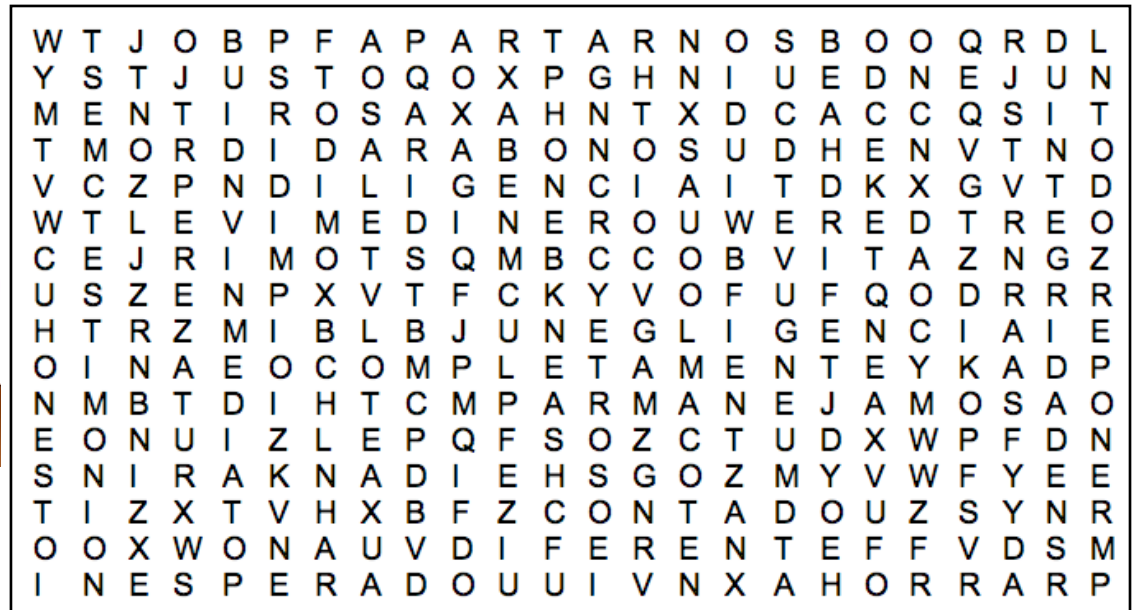 W T J O B P F A P A R T A R N O S B O O Q R D L
Y S T J U S T O Q O X P G H N I U E D N E J U N
M E N T I R O S A X A H N T X D C A C C Q S I T
T M O R D I D A R A B O N O S U D H E N V T N O
V C Z P N D I L I G E N C I A I T D K X G V T D
W T L E V I M E D I N E R O U W E R E D T R E O
C E J R I M O T S Q M B C C O B V I T A Z N G Z
U S Z E N P X V T F C K Y V O F U F Q O D R R R
H T R Z M I B L B J U N E G L I G E N C I A I E
O I N A E O C O M P L E T A M E N T E Y K A D P
N M B T D I H T C M P A R M A N E J A M O S A O
E O N U I Z L E P Q F S O Z C T U D X W P F D N
S N I R A K N A D I E H S G O Z M Y V W F Y E E
T I Z X T V H X B F Z C O N T A D O U Z S Y N R
O O X W O N A U V D I F E R E N T E F F V D S M
I N E S P E R A D O U U I V N X A H O R R A R P